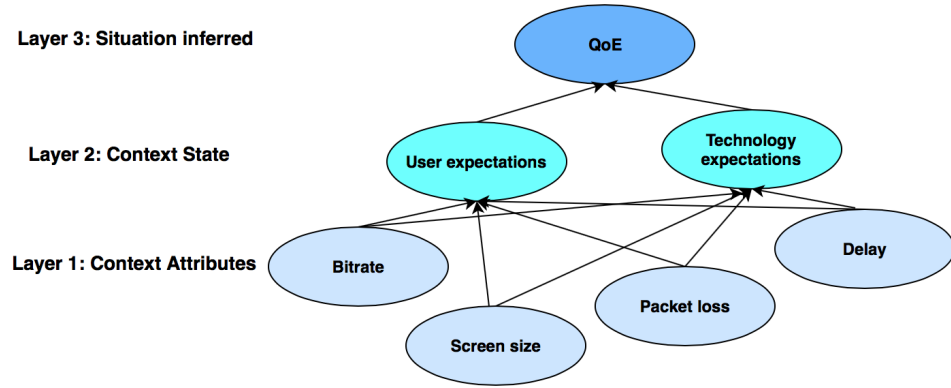 Layer 3: Situation inferred
QoE
Layer 2: Context State
User expectations
Technology
expectations
Layer 1: Context Attributes
Bitrate
Delay
Packet loss
Screen size